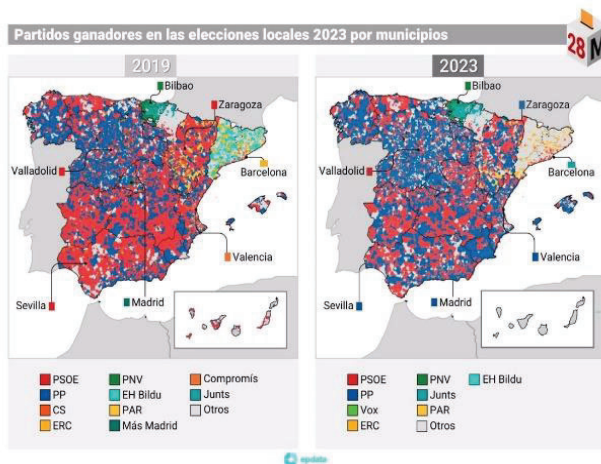 Partidos ganadores en las elecciones locales 2023 por municipios
28M
2019
Bilbao
Zaragoza
Valladolid
Barcelona
Valencia
Sevilla
Madrid
PSOE
PP
CS
ERC
PNV
EH Bildu
PAR
Más Madrid
Compromís
Junts
Otros
2023
Bilbao
Zaragoza
Valladolid
Barcelona
Valencia
Sevilla
Madrid
PSOE
PP
Vox
ERC
PNV
Junts
PAR
Otros
EH Bildu
epdata